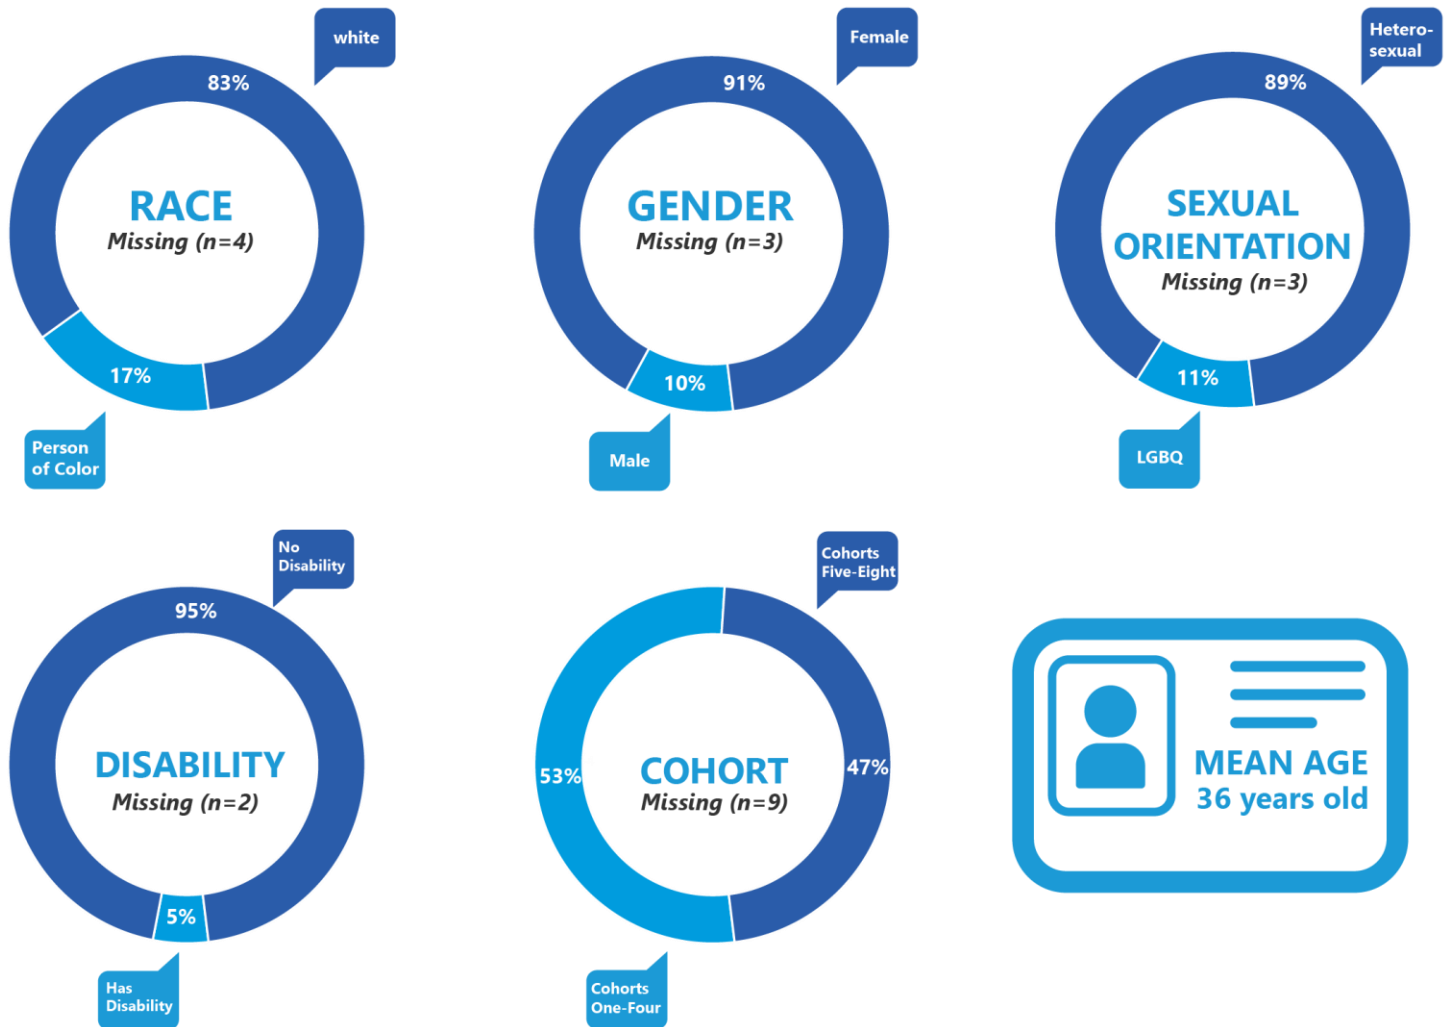 white
83%
RACE
Missing (n=4)
17%
Person
of Color
Female
91%
GENDER
Missing (n=3)
10%
Male
Hetero-
sexual
89%
SEXUAL
ORIENTATION
Missing (n=3)
11%
LGBQ
No
Disability
95%
DISABILITY
Missing (n=2)
5%
Has
Disability
Cohorts
Five-Eight
53%
COHORT
Missing (n=9)
47%
Cohorts
One-Four
MEAN AGE
36 years old